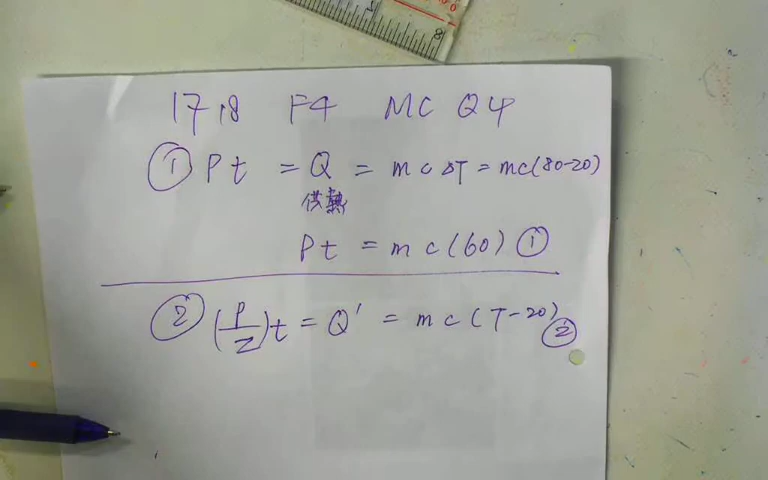 17 18 F4 MC Q4
① Pt = Q = mcΔT = mc(80-20)
供熱
Pt = mc(60) ①
② (P/2)t = Q' = mc(T-20) ②